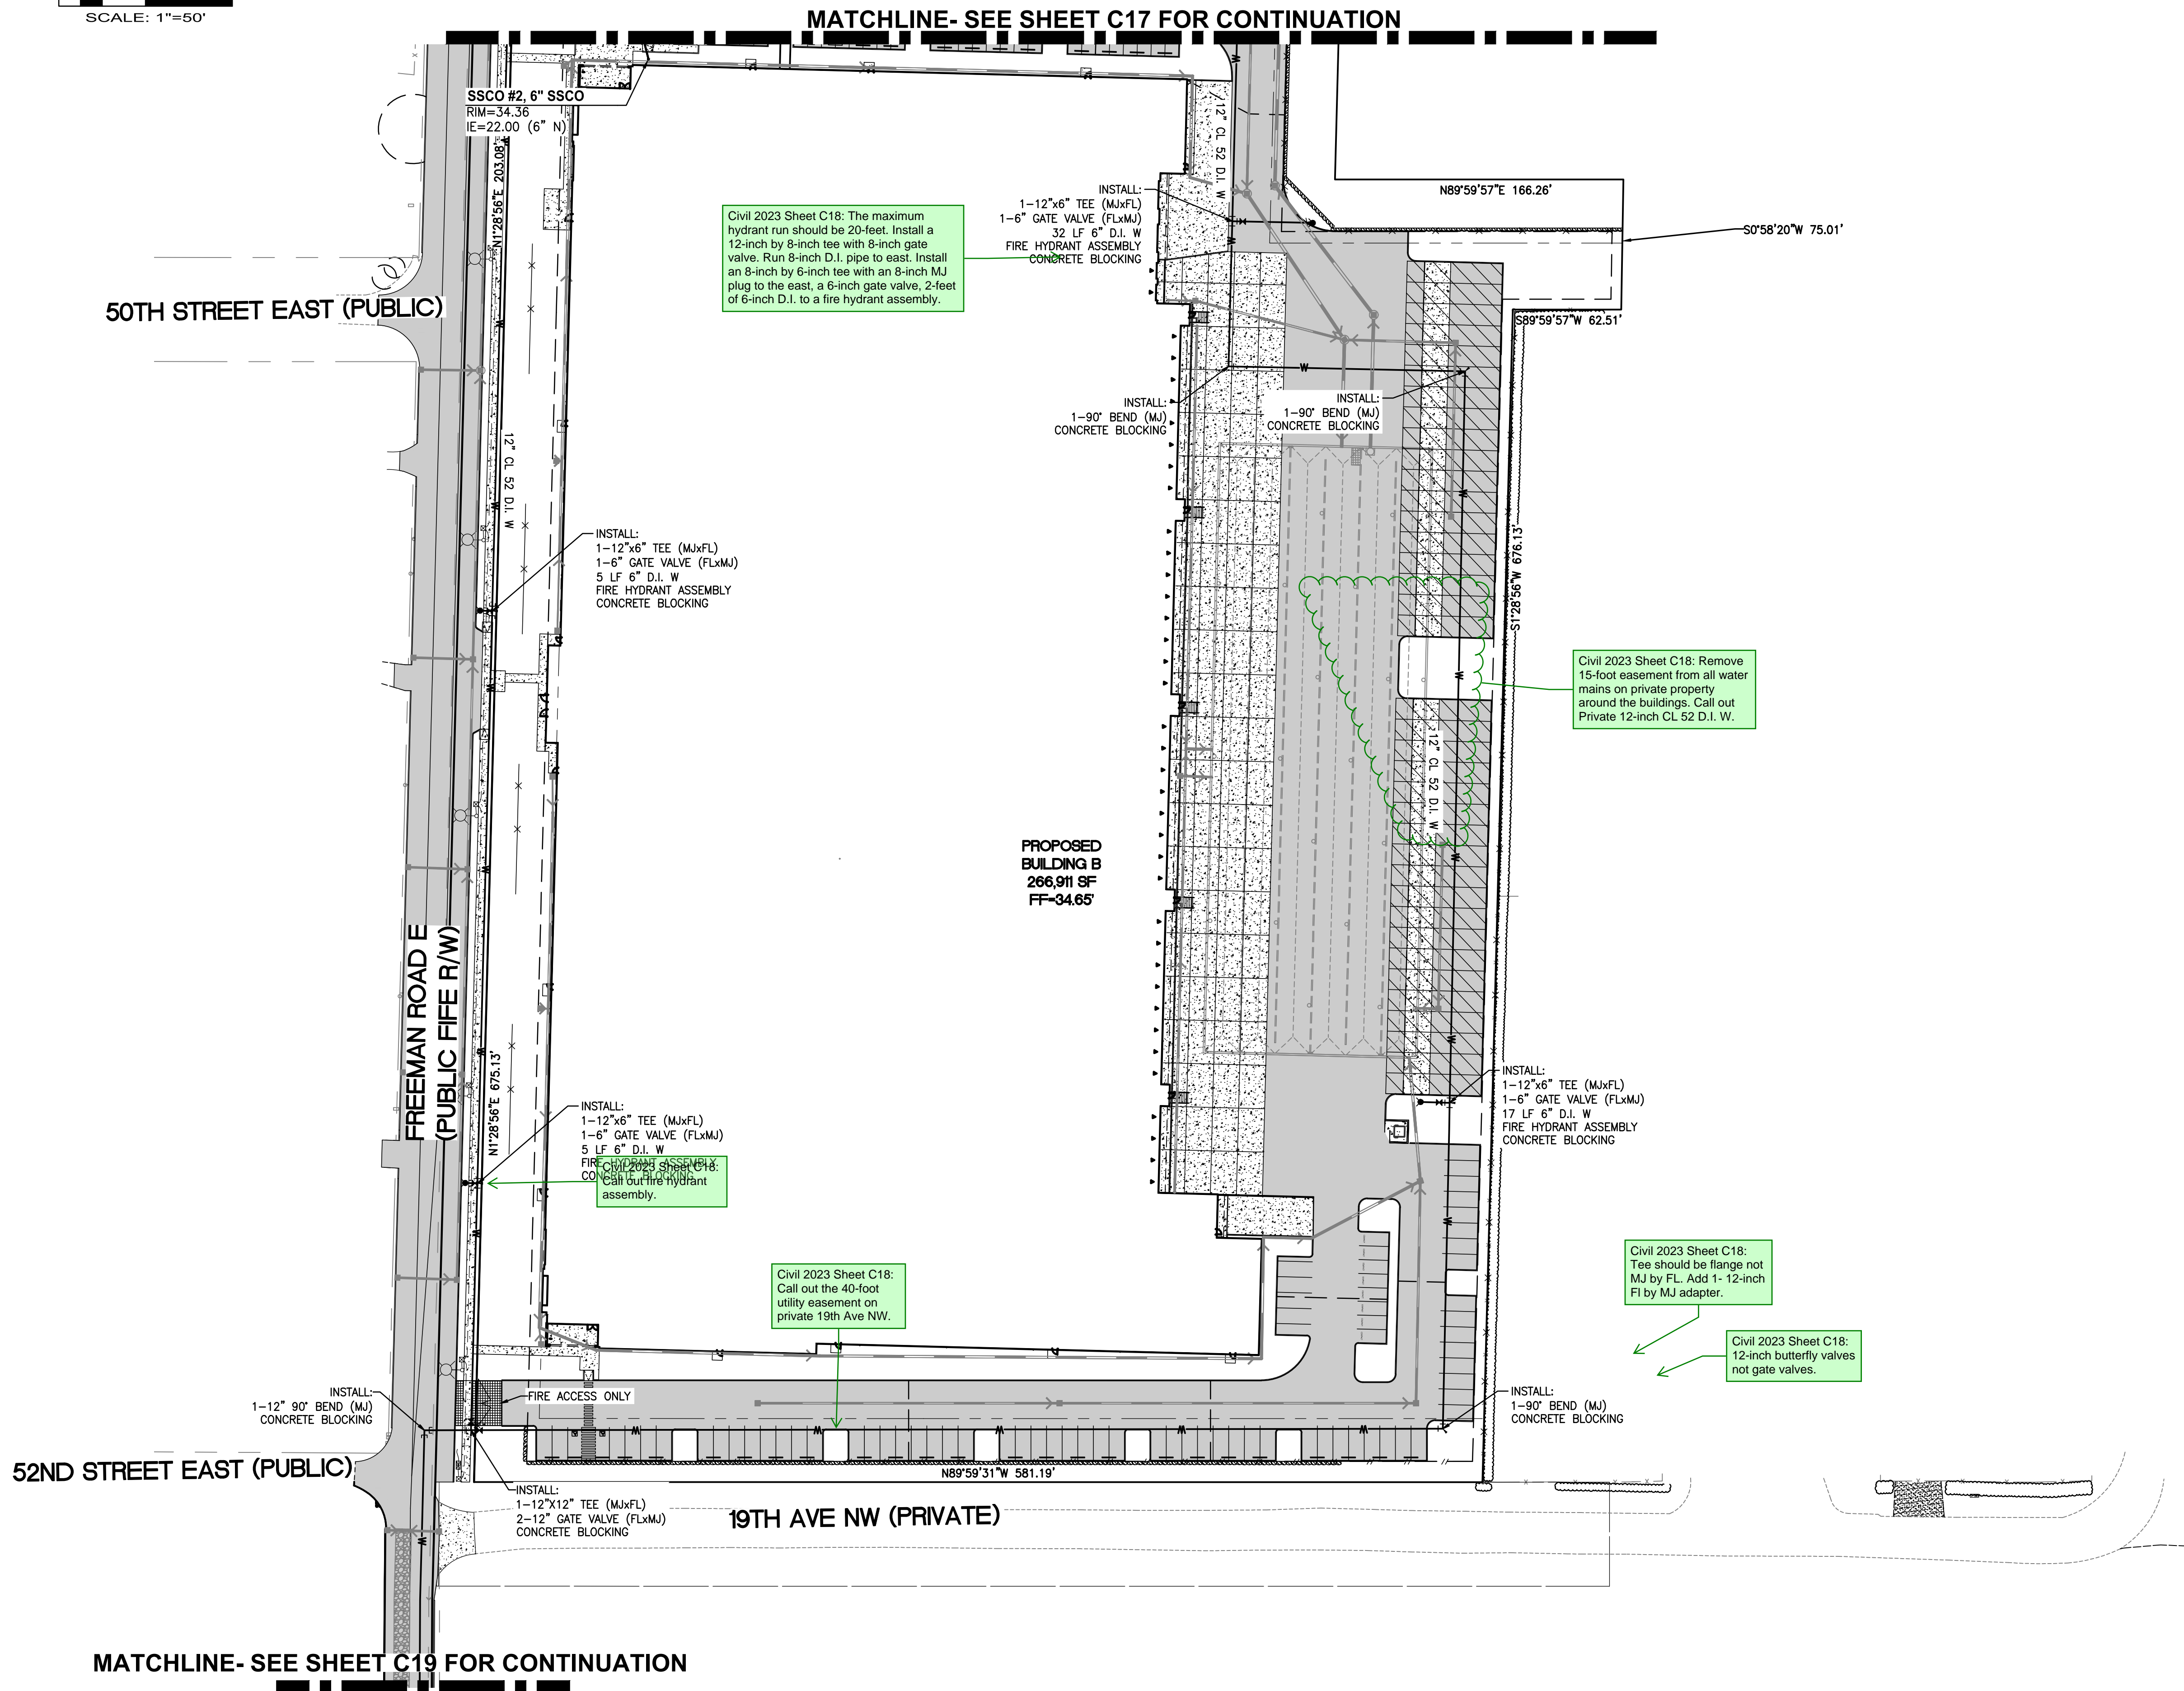 SCALE: 1"=50'
MATCHLINE- SEE SHEET C17 FOR CONTINUATION
SSCO #2, 6" SSCO
RIM=34.36
IE=22.00 (6" N)
N1°28'56"E 203.08'
12" CL 52 D.I. W
N89°59'57"E 166.26'
S0°58'20"W 75.01'
S89°59'57"W 62.51'
INSTALL:
1-12"x6" TEE (MJxFL)
1-6" GATE VALVE (FLxMJ)
32 LF 6" D.I. W
FIRE HYDRANT ASSEMBLY
CONCRETE BLOCKING
Civil 2023 Sheet C18: The maximum
hydrant run should be 20-feet. Install a
12-inch by 8-inch tee with 8-inch gate
valve. Run 8-inch D.I. pipe to east. Install
an 8-inch by 6-inch tee with an 8-inch MJ
plug to the east, a 6-inch gate valve, 2-feet
of 6-inch D.I. to a fire hydrant assembly.
50TH STREET EAST (PUBLIC)
INSTALL:
1-90° BEND (MJ)
CONCRETE BLOCKING
INSTALL:
1-90° BEND (MJ)
CONCRETE BLOCKING
12" CL 52 D.I. W
INSTALL:
1-12"x6" TEE (MJxFL)
1-6" GATE VALVE (FLxMJ)
5 LF 6" D.I. W
FIRE HYDRANT ASSEMBLY
CONCRETE BLOCKING
S1°28'56"W 676.13'
Civil 2023 Sheet C18: Remove
15-foot easement from all water
mains on private property
around the buildings. Call out
Private 12-inch CL 52 D.I. W.
12" CL 52 D.I. W
PROPOSED
BUILDING B
266,911 SF
FF=34.65'
FREEMAN ROAD E
(PUBLIC FIFE R/W)
N1°28'56"E 675.13'
INSTALL:
1-12"x6" TEE (MJxFL)
1-6" GATE VALVE (FLxMJ)
5 LF 6" D.I. W
FIRE HYDRANT ASSEMBLY
CONCRETE BLOCKING
Civil 2023 Sheet C18:
Call out fire hydrant
assembly.
INSTALL:
1-12"x6" TEE (MJxFL)
1-6" GATE VALVE (FLxMJ)
17 LF 6" D.I. W
FIRE HYDRANT ASSEMBLY
CONCRETE BLOCKING
Civil 2023 Sheet C18:
Call out the 40-foot
utility easement on
private 19th Ave NW.
Civil 2023 Sheet C18:
Tee should be flange not
MJ by FL. Add 1- 12-inch
Fl by MJ adapter.
Civil 2023 Sheet C18:
12-inch butterfly valves
not gate valves.
INSTALL:
1-12" 90° BEND (MJ)
CONCRETE BLOCKING
FIRE ACCESS ONLY
INSTALL:
1-90° BEND (MJ)
CONCRETE BLOCKING
52ND STREET EAST (PUBLIC)
N89°59'31"W 581.19'
INSTALL:
1-12"X12" TEE (MJxFL)
2-12" GATE VALVE (FLxMJ)
CONCRETE BLOCKING
19TH AVE NW (PRIVATE)
MATCHLINE- SEE SHEET C19 FOR CONTINUATION